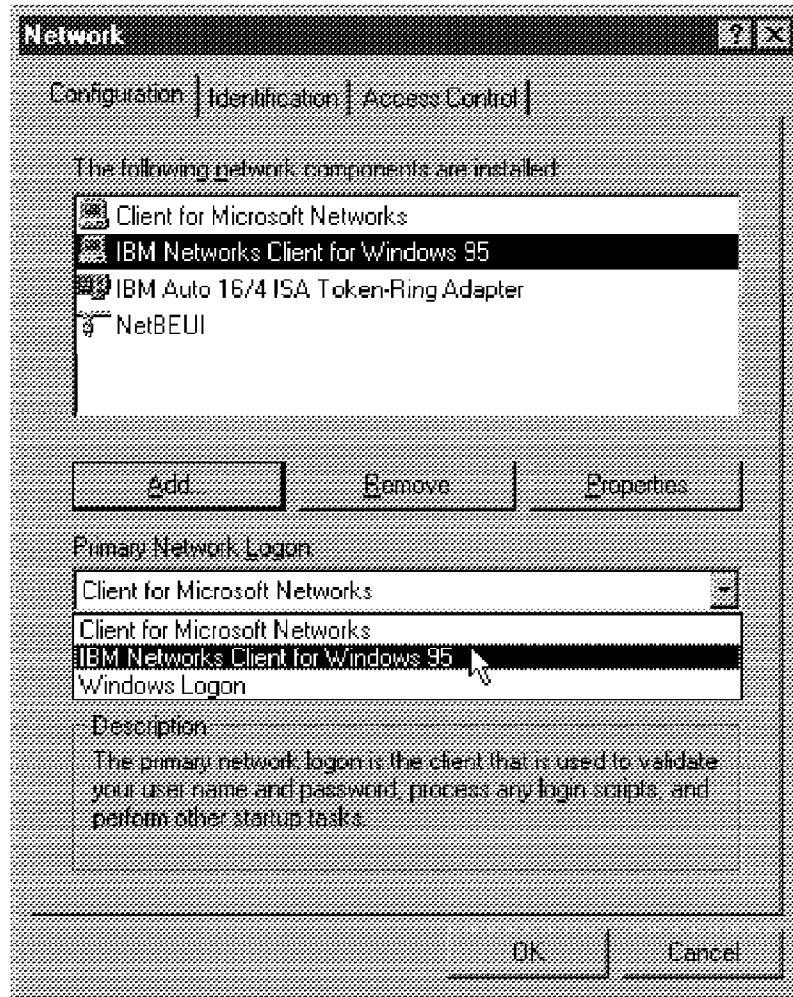 Network
Configuration Identification Access Control
The following network components are installed:
Client for Microsoft Networks
IBM Networks Client for Windows 95
IBM Auto 16/4 ISA Token-Ring Adapter
NetBEUI
Add... Remove Properties
Primary Network Logon:
Client for Microsoft Networks
Client for Microsoft Networks
IBM Networks Client for Windows 95
Windows Logon
Description
The primary network logon is the client that is used to validate
your user name and password, process any login scripts, and
perform other startup tasks.
OK Cancel